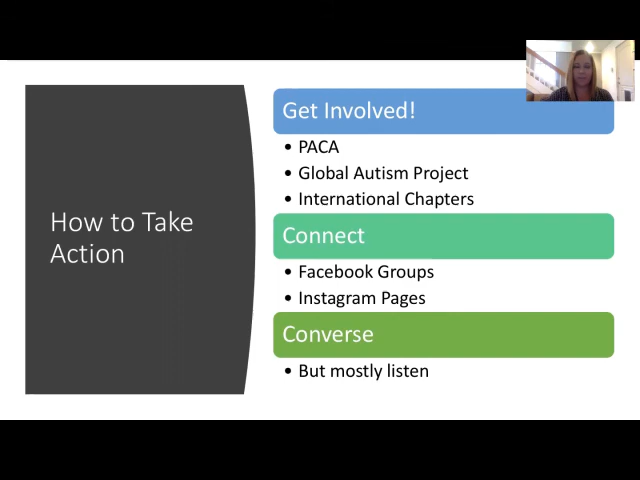 How to Take
Action
Get Involved!
• PACA
• Global Autism Project
• International Chapters
Connect
• Facebook Groups
• Instagram Pages
Converse
• But mostly listen